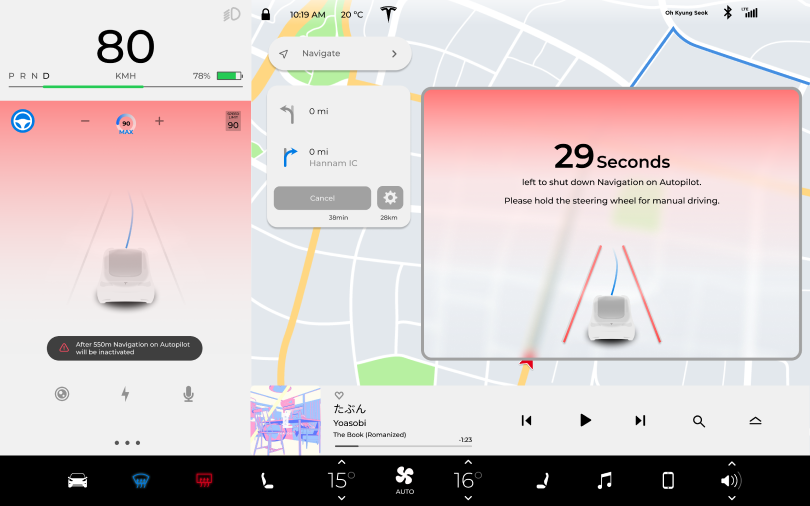 80
P R N D
KMH
78%
90
MAX
90
After 550m Navigation on Autopilot
will be inactivated
10:19 AM
20 °C
Oh Kyung Seok
LTE
Navigate
0 mi
0 mi
Hannam IC
Cancel
38min
28km
29 Seconds
left to shut down Navigation on Autopilot.
Please hold the steering wheel for manual driving.
たぶん
Yoasobi
The Book (Romanized)
-1:23
15°
AUTO
16°